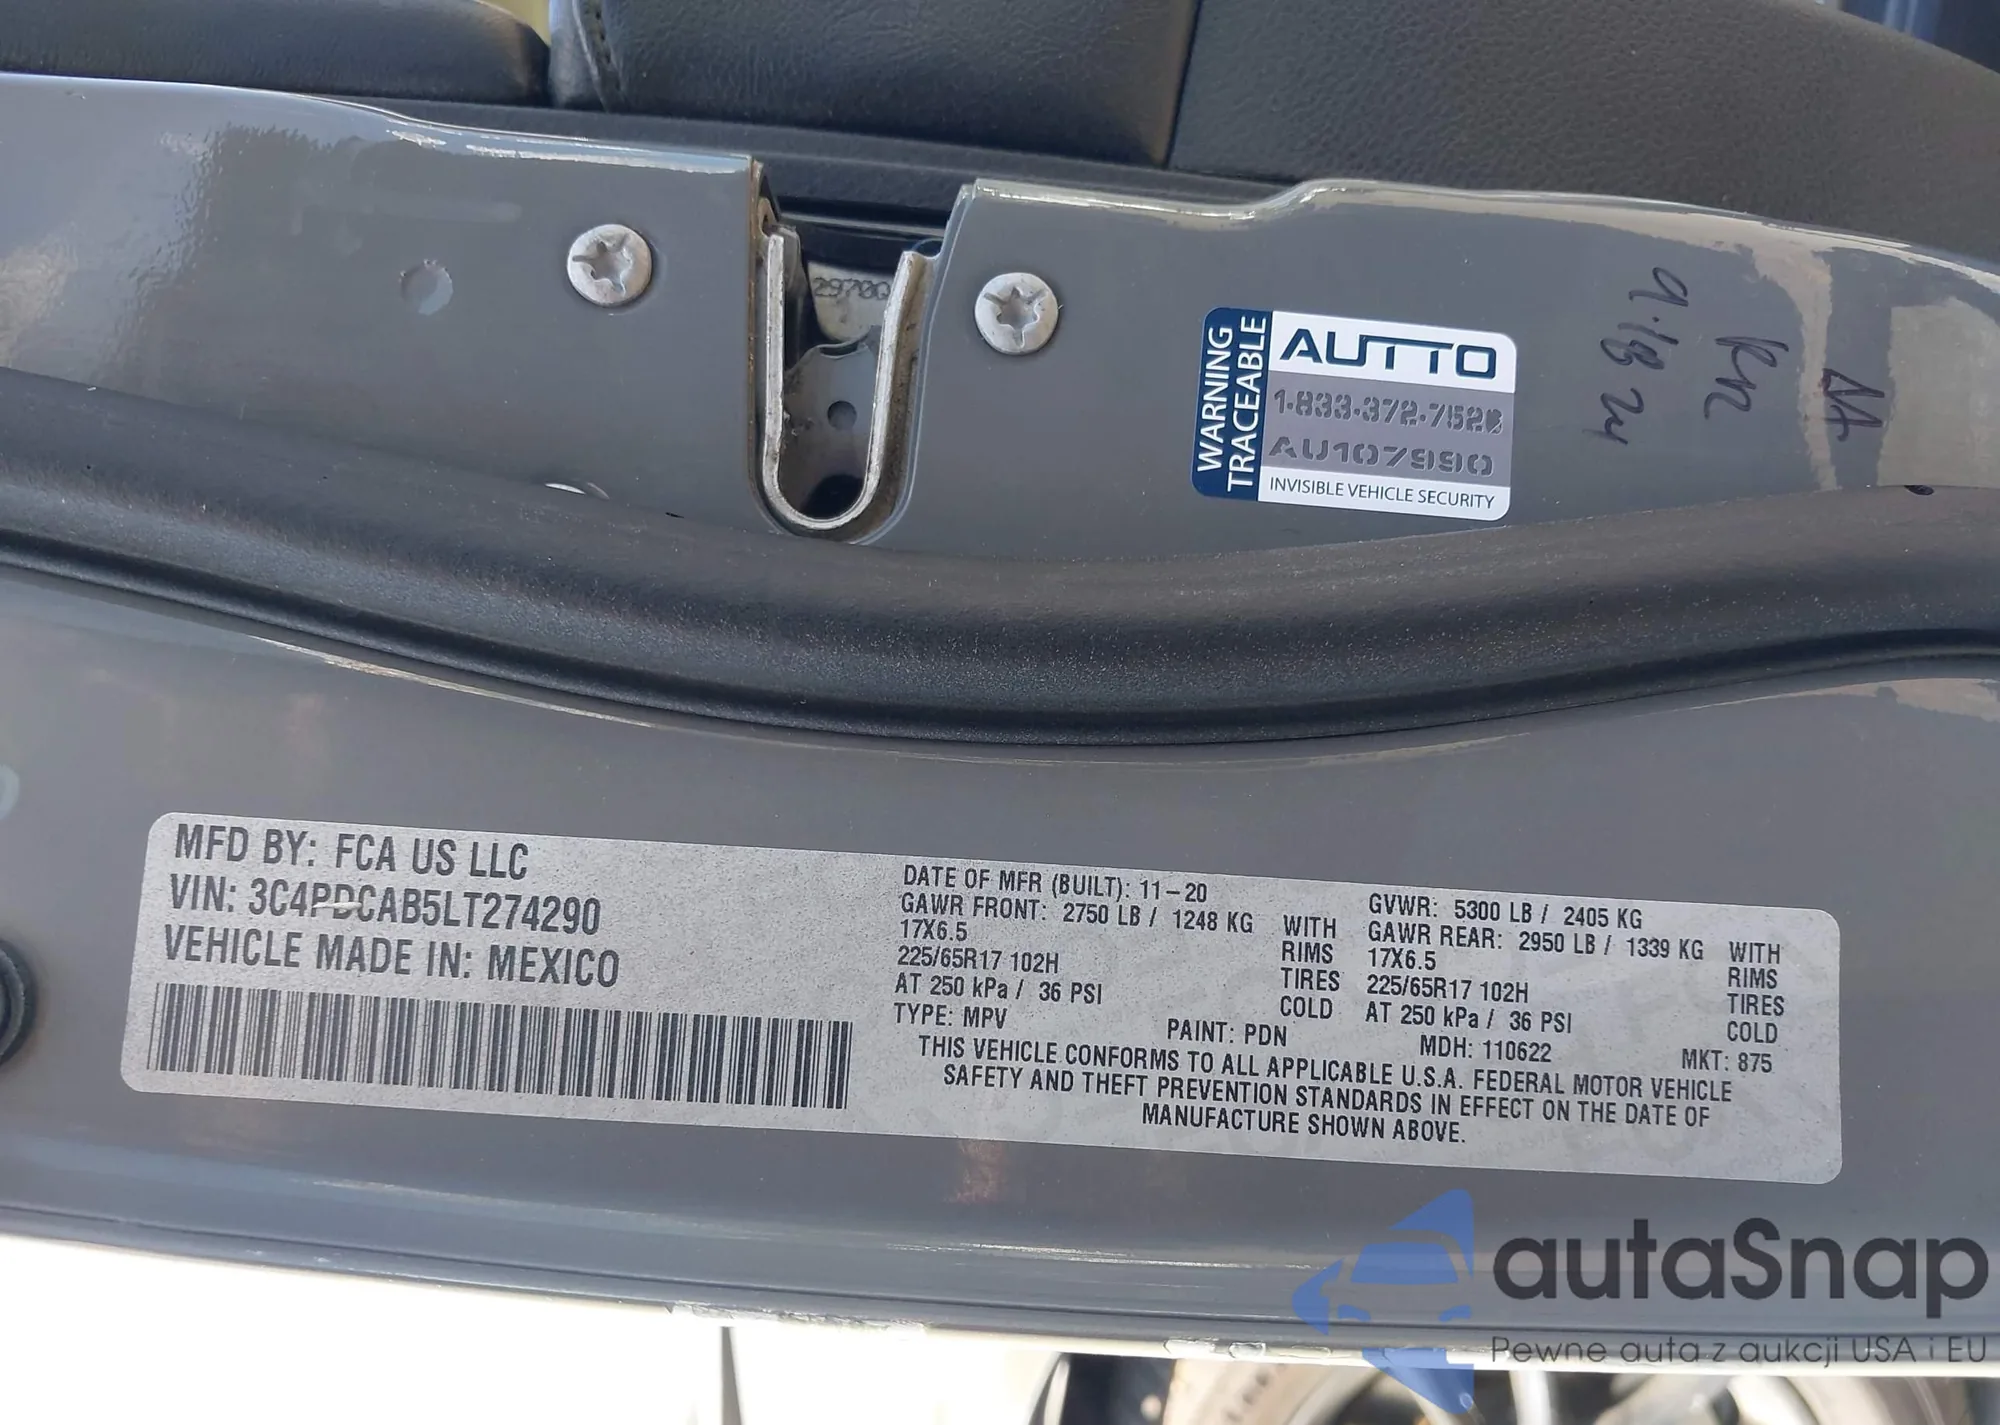 2970Q
WARNING
TRACEABLE
AUTTO
1-833-372-7526
AU107990
INVISIBLE VEHICLE SECURITY
MFD BY: FCA US LLC
VIN: 3C4PDCAB5LT274290
VEHICLE MADE IN: MEXICO
DATE OF MFR (BUILT): 11-20
GAWR FRONT: 2750 LB / 1248 KG WITH
17X6.5 RIMS
225/65R17 102H TIRES
AT 250 kPa / 36 PSI COLD
GVWR: 5300 LB / 2405 KG
GAWR REAR: 2950 LB / 1339 KG WITH
17X6.5 RIMS
225/65R17 102H TIRES
AT 250 kPa / 36 PSI COLD
TYPE: MPV PAINT: PDN MDH: 110622 MKT: 875
THIS VEHICLE CONFORMS TO ALL APPLICABLE U.S.A. FEDERAL MOTOR VEHICLE
SAFETY AND THEFT PREVENTION STANDARDS IN EFFECT ON THE DATE OF
MANUFACTURE SHOWN ABOVE.
autaSnap
Pewne auta z aukcji USA i EU